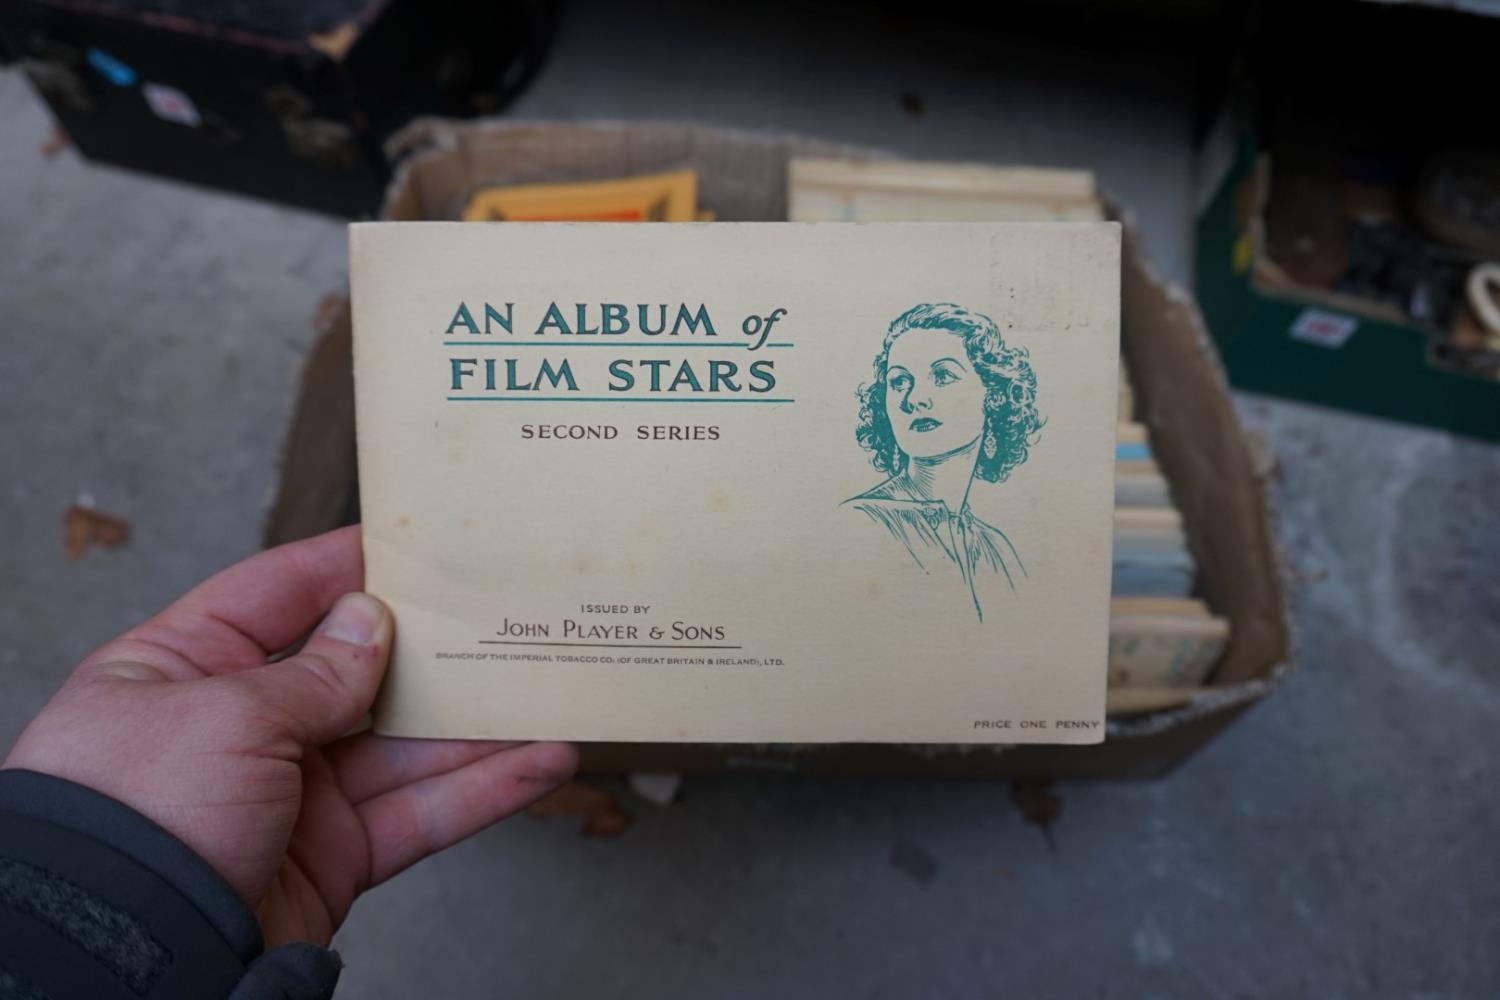 AN ALBUM of
FILM STARS
SECOND SERIES
ISSUED BY
JOHN PLAYER & SONS
BRANCH OF THE IMPERIAL TOBACCO CO. (OF GREAT BRITAIN & IRELAND), LTD.
PRICE ONE PENNY